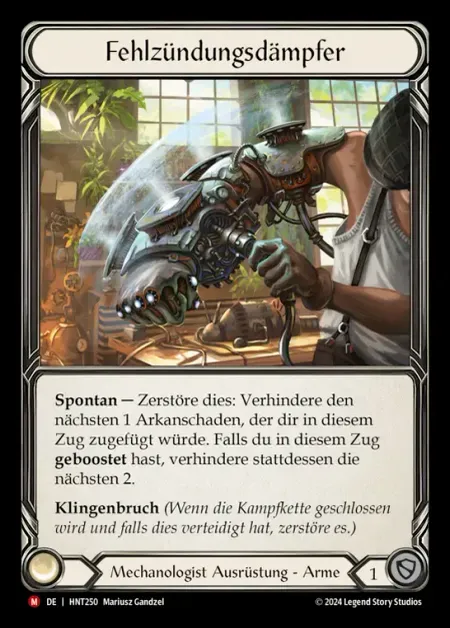 Fehlzündungsdämpfer
Spontan — Zerstöre dies: Verhindere den
nächsten 1 Arkanschaden, der dir in diesem
Zug zugefügt würde. Falls du in diesem Zug
geboostet hast, verhindere stattdessen die
nächsten 2.
Klingenbruch (Wenn die Kampfkette geschlossen
wird und falls dies verteidigt hat, zerstöre es.)
Mechanologist Ausrüstung - Arme
1
M DE | HNT250 Mariusz Gandzel
© 2024 Legend Story Studios